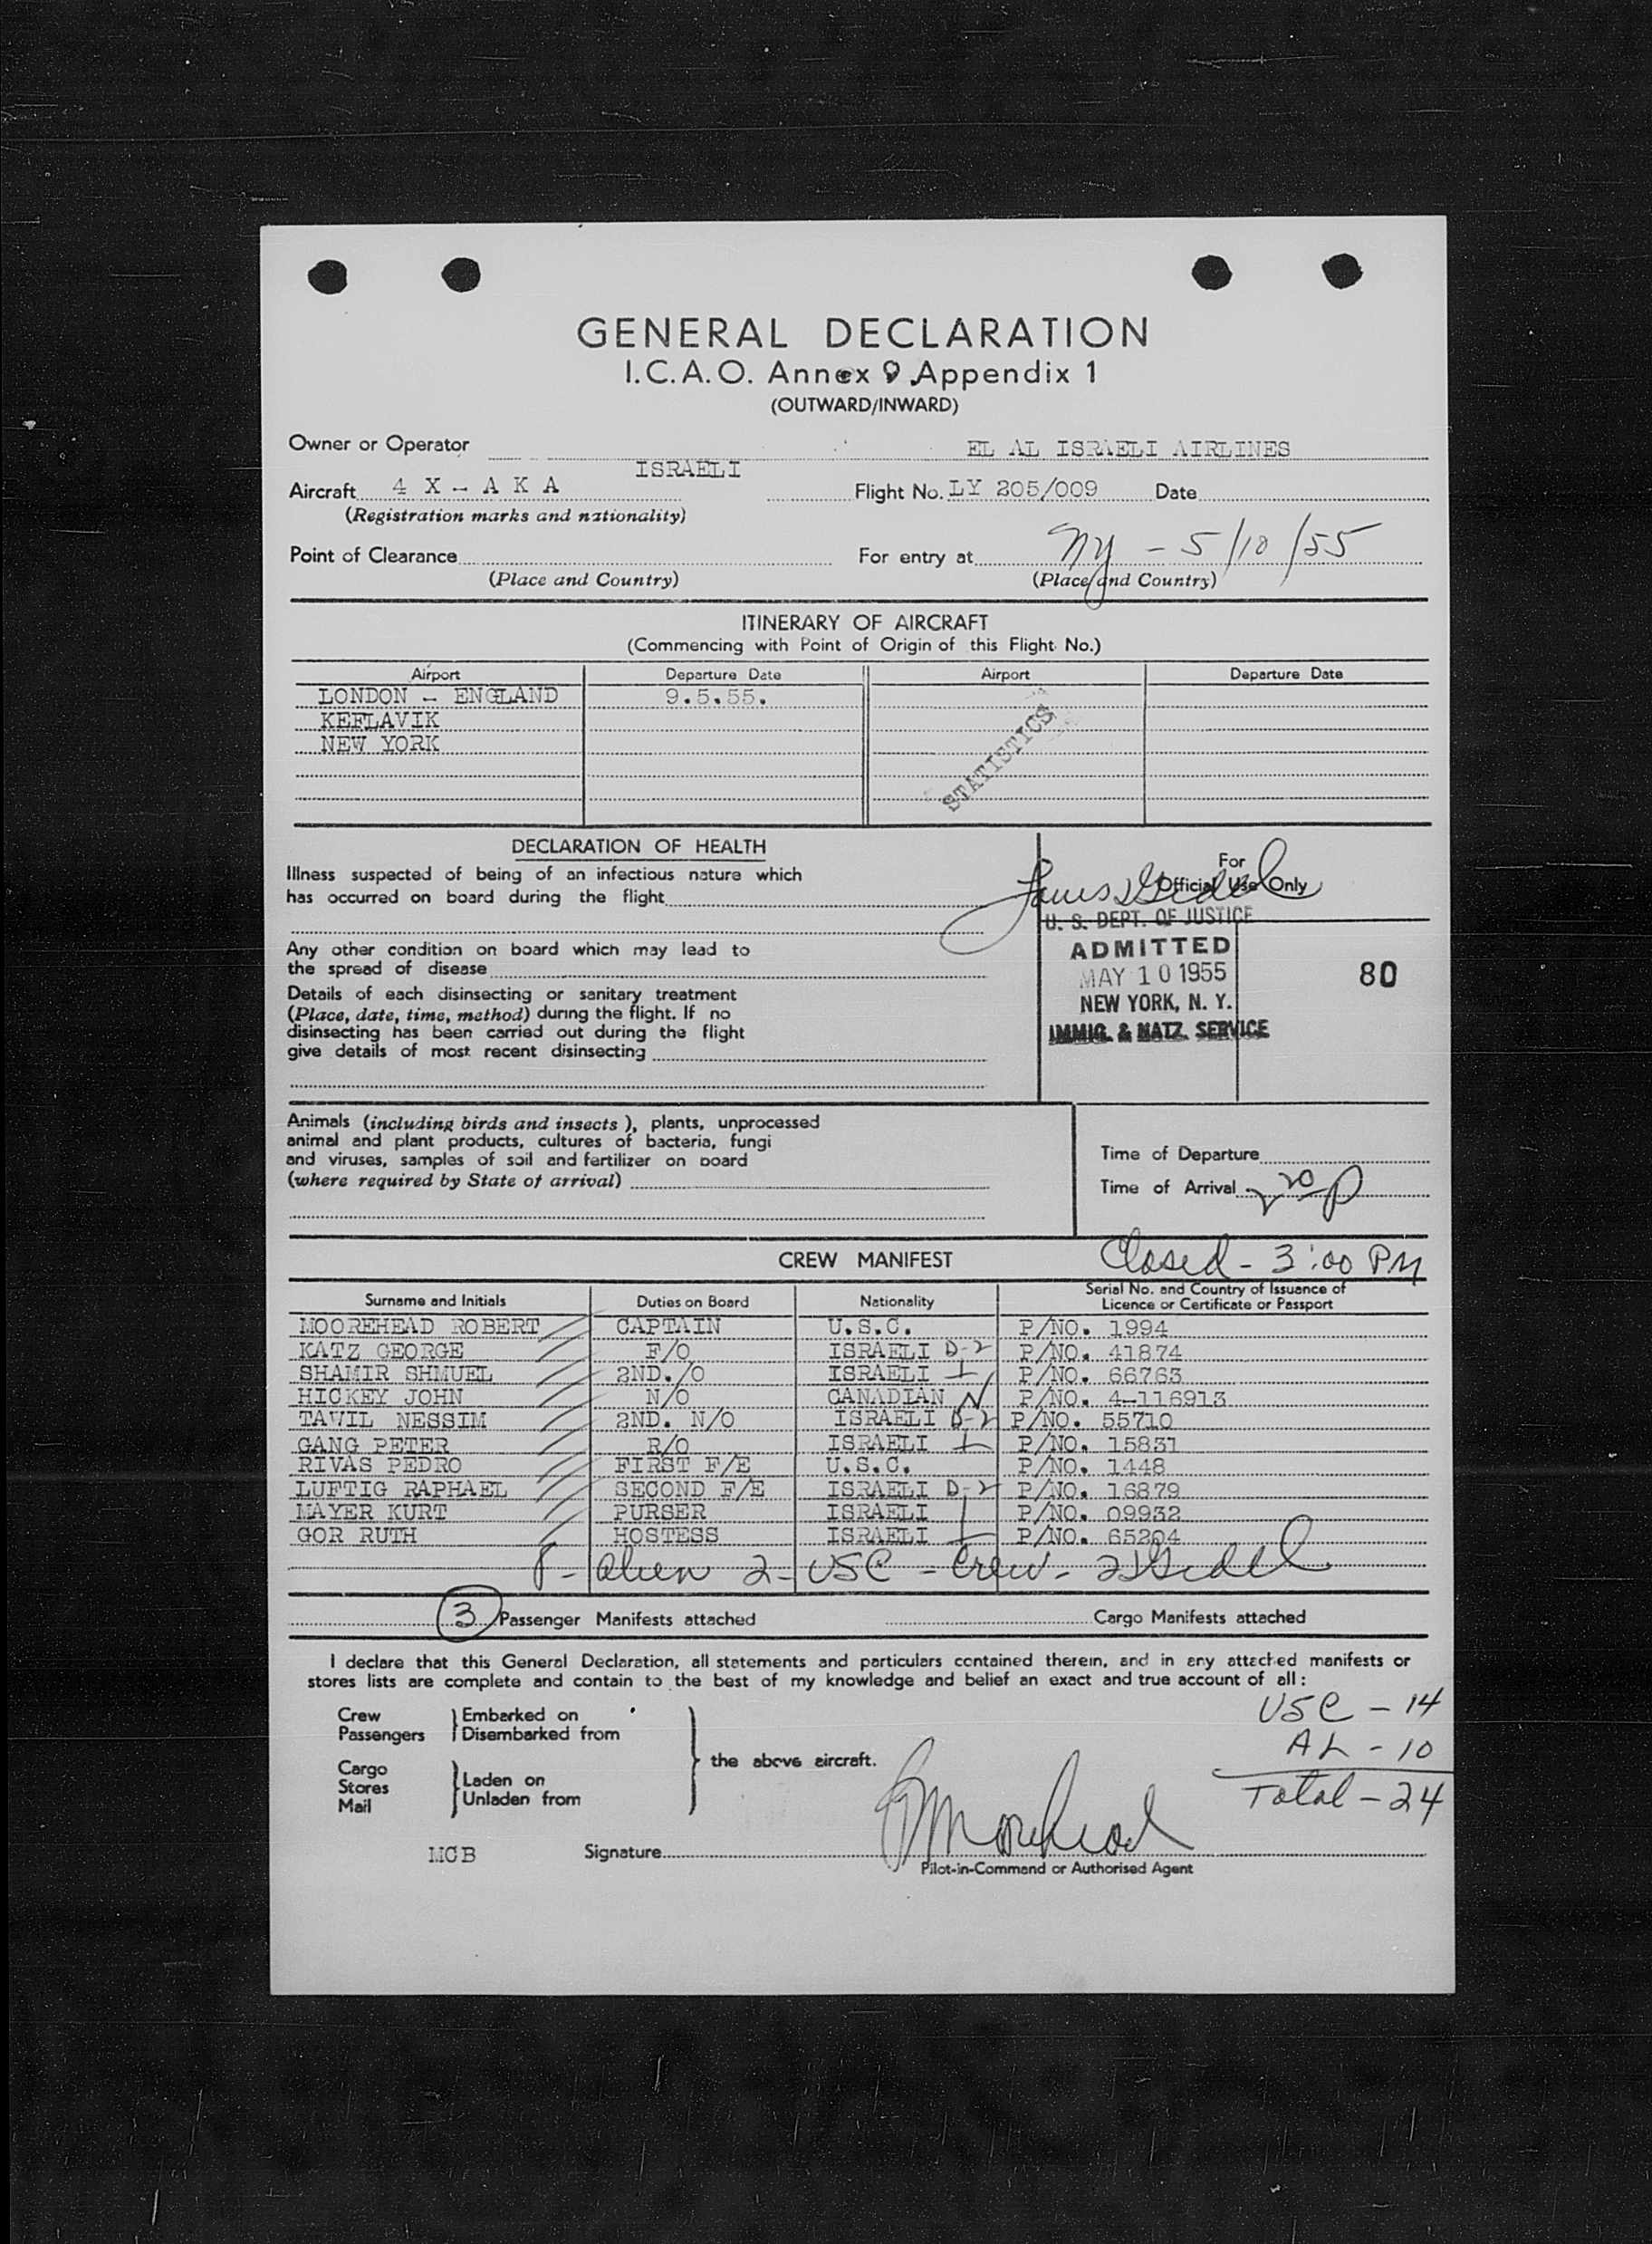 GENERAL DECLARATION
I.C.A.O. Annex 9 Appendix 1
(OUTWARD/INWARD)
Owner or Operator EL AL ISRAELI AIRLINES
ISRAELI
Aircraft 4 X - A K A Flight No. LY 205/009 Date
(Registration marks and nationality)
Point of Clearance For entry at NY - 5/10/55
(Place and Country) (Place and Country)
ITINERARY OF AIRCRAFT
(Commencing with Point of Origin of this Flight No.)
Airport Departure Date Airport Departure Date
LONDON - ENGLAND 9.5.55.
KEFLAVIK
NEW YORK
STATISTICS
DECLARATION OF HEALTH
Illness suspected of being of an infectious nature which
has occurred on board during the flight
For
Official Use Only
U. S. DEPT. OF JUSTICE
ADMITTED
MAY 10 1955
NEW YORK, N. Y.
IMMIG. & NATZ. SERVICE
80
Any other condition on board which may lead to
the spread of disease
Details of each disinsecting or sanitary treatment
(Place, date, time, method) during the flight. If no
disinsecting has been carried out during the flight
give details of most recent disinsecting
Animals (including birds and insects), plants, unprocessed
animal and plant products, cultures of bacteria, fungi
and viruses, samples of soil and fertilizer on board
(where required by State of arrival)
Time of Departure
Time of Arrival 2 20 P
CREW MANIFEST Closed - 3:00 PM
Surname and Initials Duties on Board Nationality Serial No. and Country of Issuance of
Licence or Certificate or Passport
MOOREHEAD ROBERT CAPTAIN U.S.C. P/NO. 1994
KATZ GEORGE F/O ISRAELI D-2 P/NO. 41874
SHAMIR SHMUEL 2ND./O ISRAELI P/NO. 66763
HICKEY JOHN N/O CANADIAN N P/NO. 4-116913
TAVIL NESSIM 2ND. N/O ISRAELI D-2 P/NO. 55710
GANG PETER R/O ISRAELI P/NO. 15831
RIVAS PEDRO FIRST F/E U.S.C. P/NO. 1448
LUFTIG RAPHAEL SECOND F/E ISRAELI D-2 P/NO. 16879
MAYER KURT PURSER ISRAELI P/NO. 09932
GOR RUTH HOSTESS ISRAELI P/NO. 65204
8 - alien 2 - USC - Crew -
3 Passenger Manifests attached Cargo Manifests attached
I declare that this General Declaration, all statements and particulars contained therein, and in any attached manifests or
stores lists are complete and contain to the best of my knowledge and belief an exact and true account of all :
Crew Embarked on
Passengers Disembarked from
the above aircraft.
Cargo
Stores Laden on
Mail Unladen from
USC - 14
AL - 10
Total - 24
MCB Signature
Pilot-in-Command or Authorised Agent